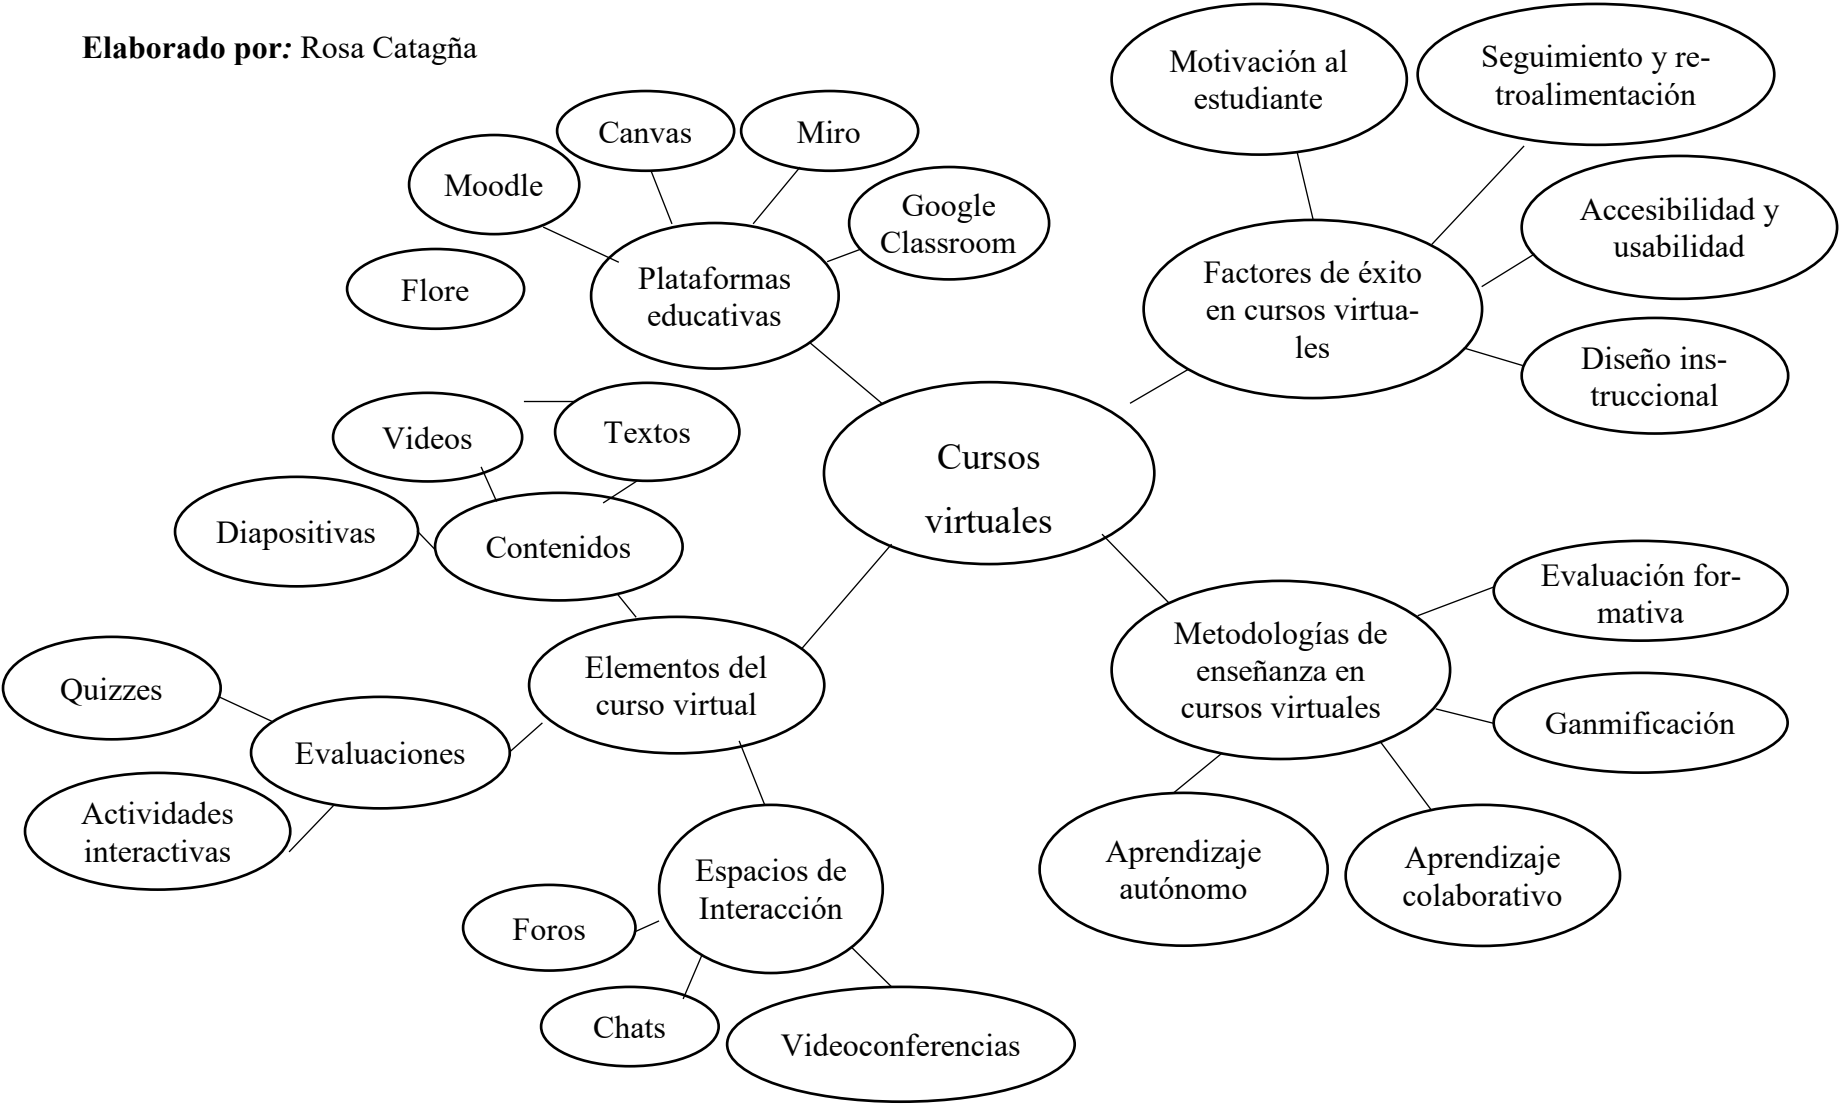 Elaborado por: Rosa Catagña
Motivación al
estudiante
Seguimiento y re-
troalimentación
Canvas
Miro
Moodle
Google
Classroom
Accesibilidad y
usabilidad
Flore
Plataformas
educativas
Factores de éxito
en cursos virtua-
les
Diseño ins-
truccional
Videos
Textos
Cursos
virtuales
Diapositivas
Contenidos
Evaluación for-
mativa
Metodologías de
enseñanza en
cursos virtuales
Elementos del
curso virtual
Quizzes
Ganmificación
Evaluaciones
Actividades
interactivas
Aprendizaje
autónomo
Aprendizaje
colaborativo
Espacios de
Interacción
Foros
Chats
Videoconferencias